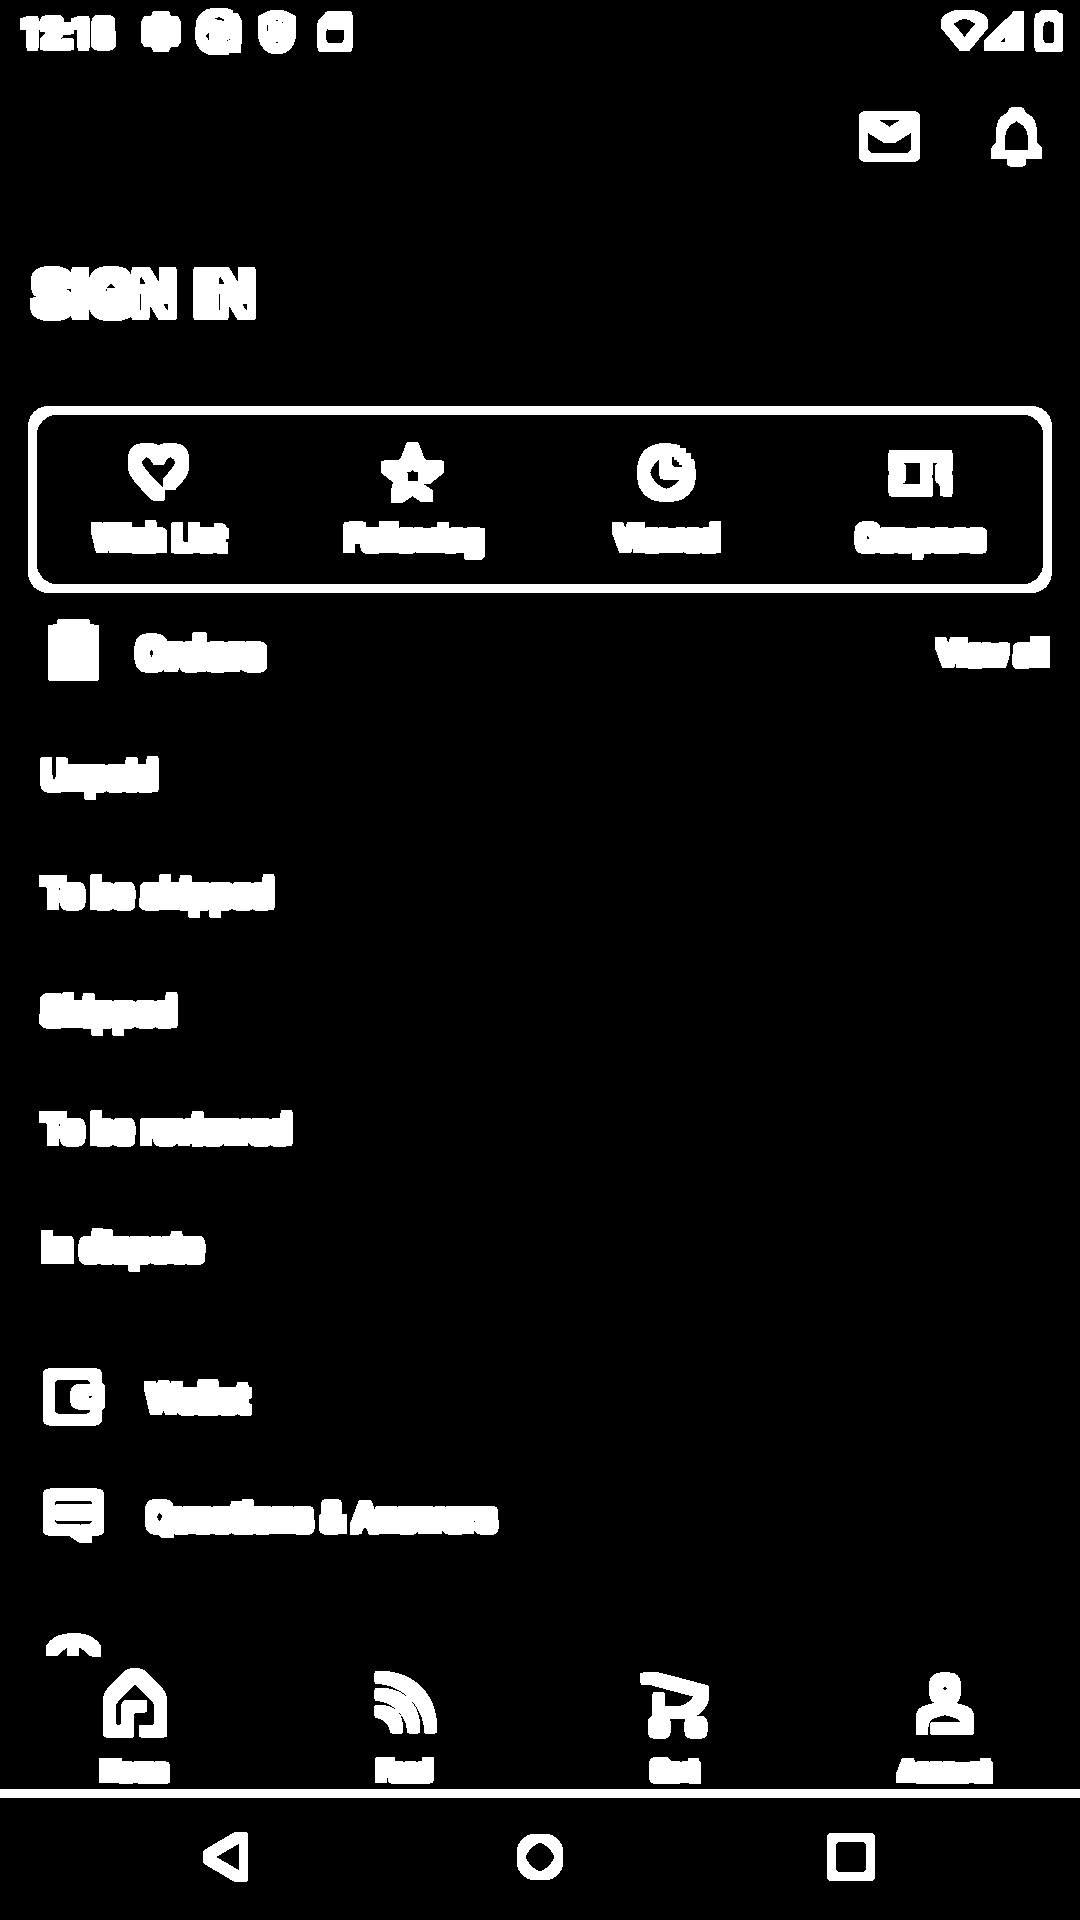 12:15
SIGN IN
Wish List Following Viewed Coupons
Orders View all
Unpaid
To be shipped
Shipped
To be reviewed
In dispute
Wallet
Questions & Answers
Home Feed Cart Account